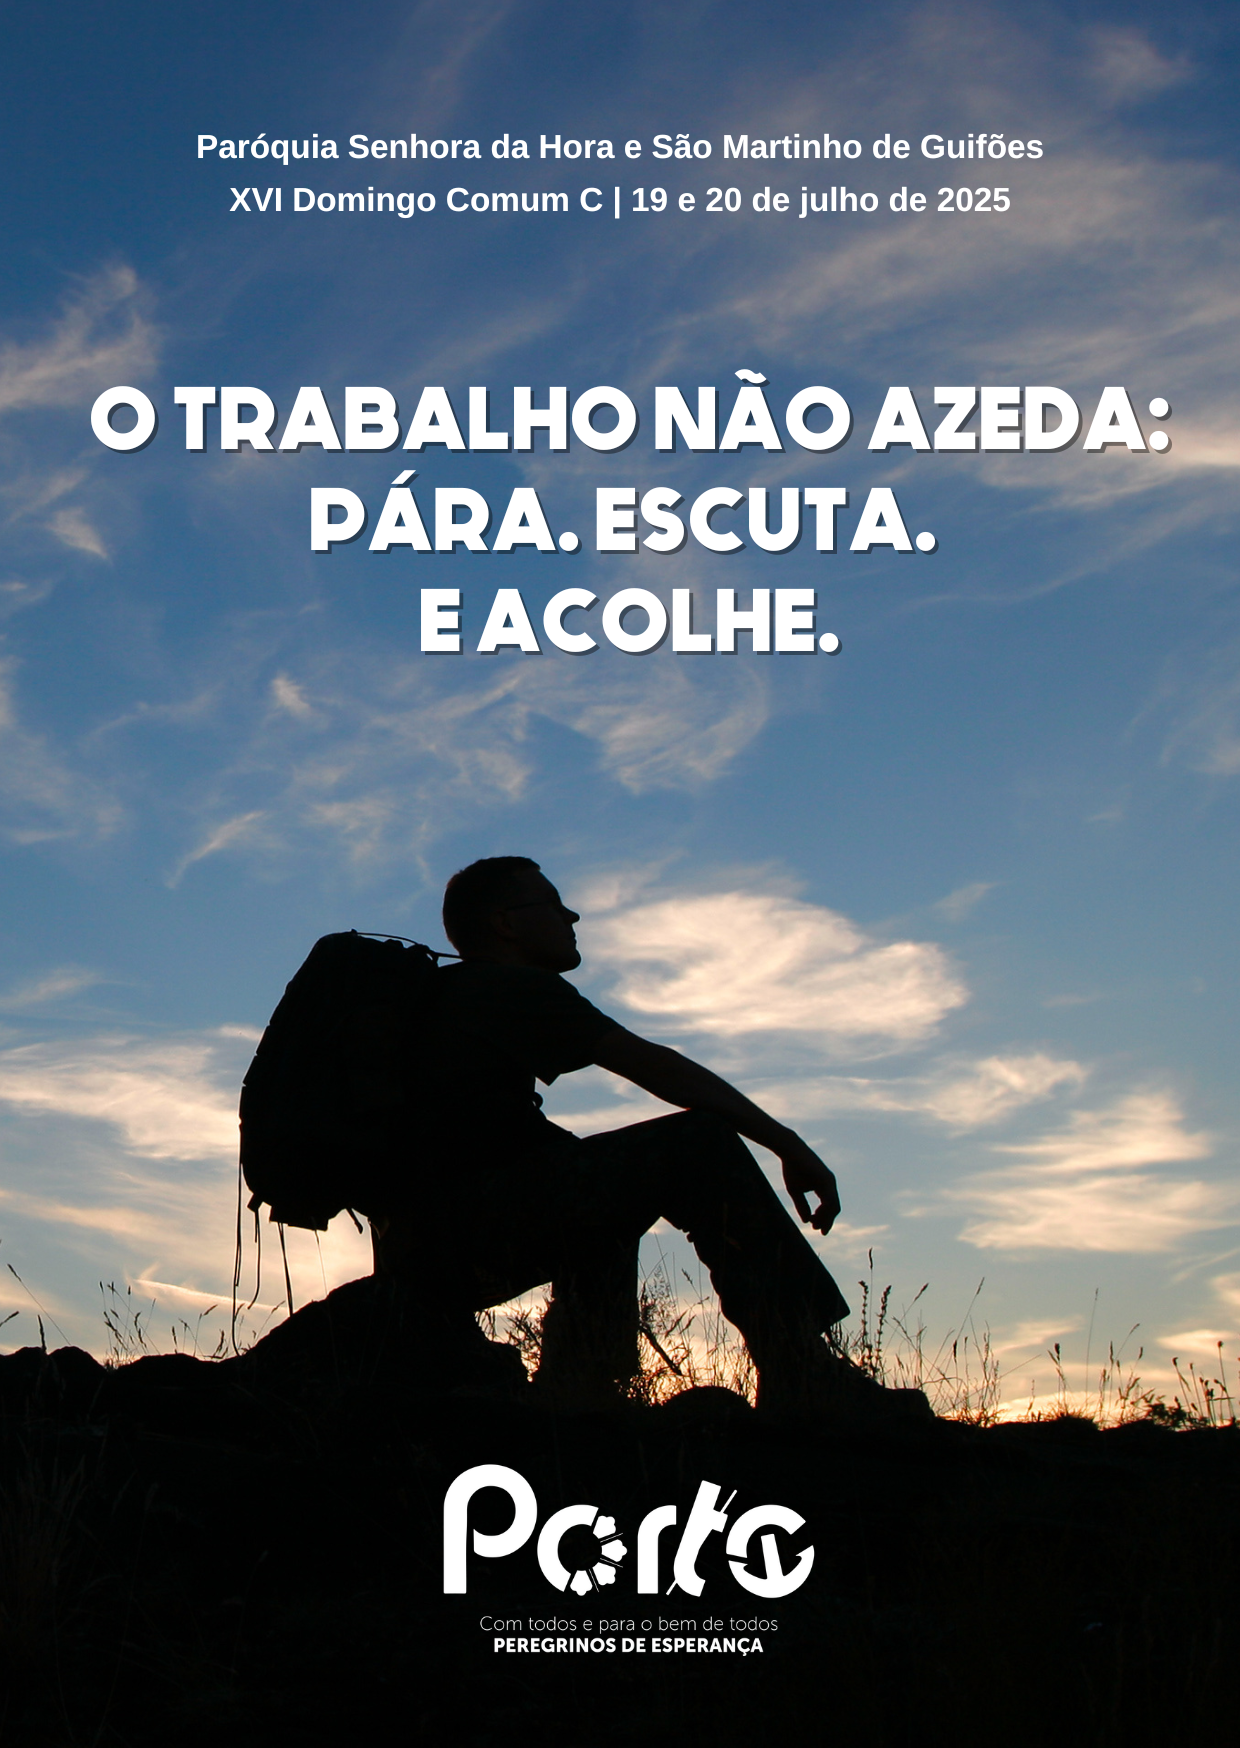 Paróquia Senhora da Hora e São Martinho de Guifões
XVI Domingo Comum C | 19 e 20 de julho de 2025
O TRABALHO NÃO AZEDA:
PÁRA. ESCUTA.
E ACOLHE.
Porto
Com todos e para o bem de todos
PEREGRINOS DE ESPERANÇA